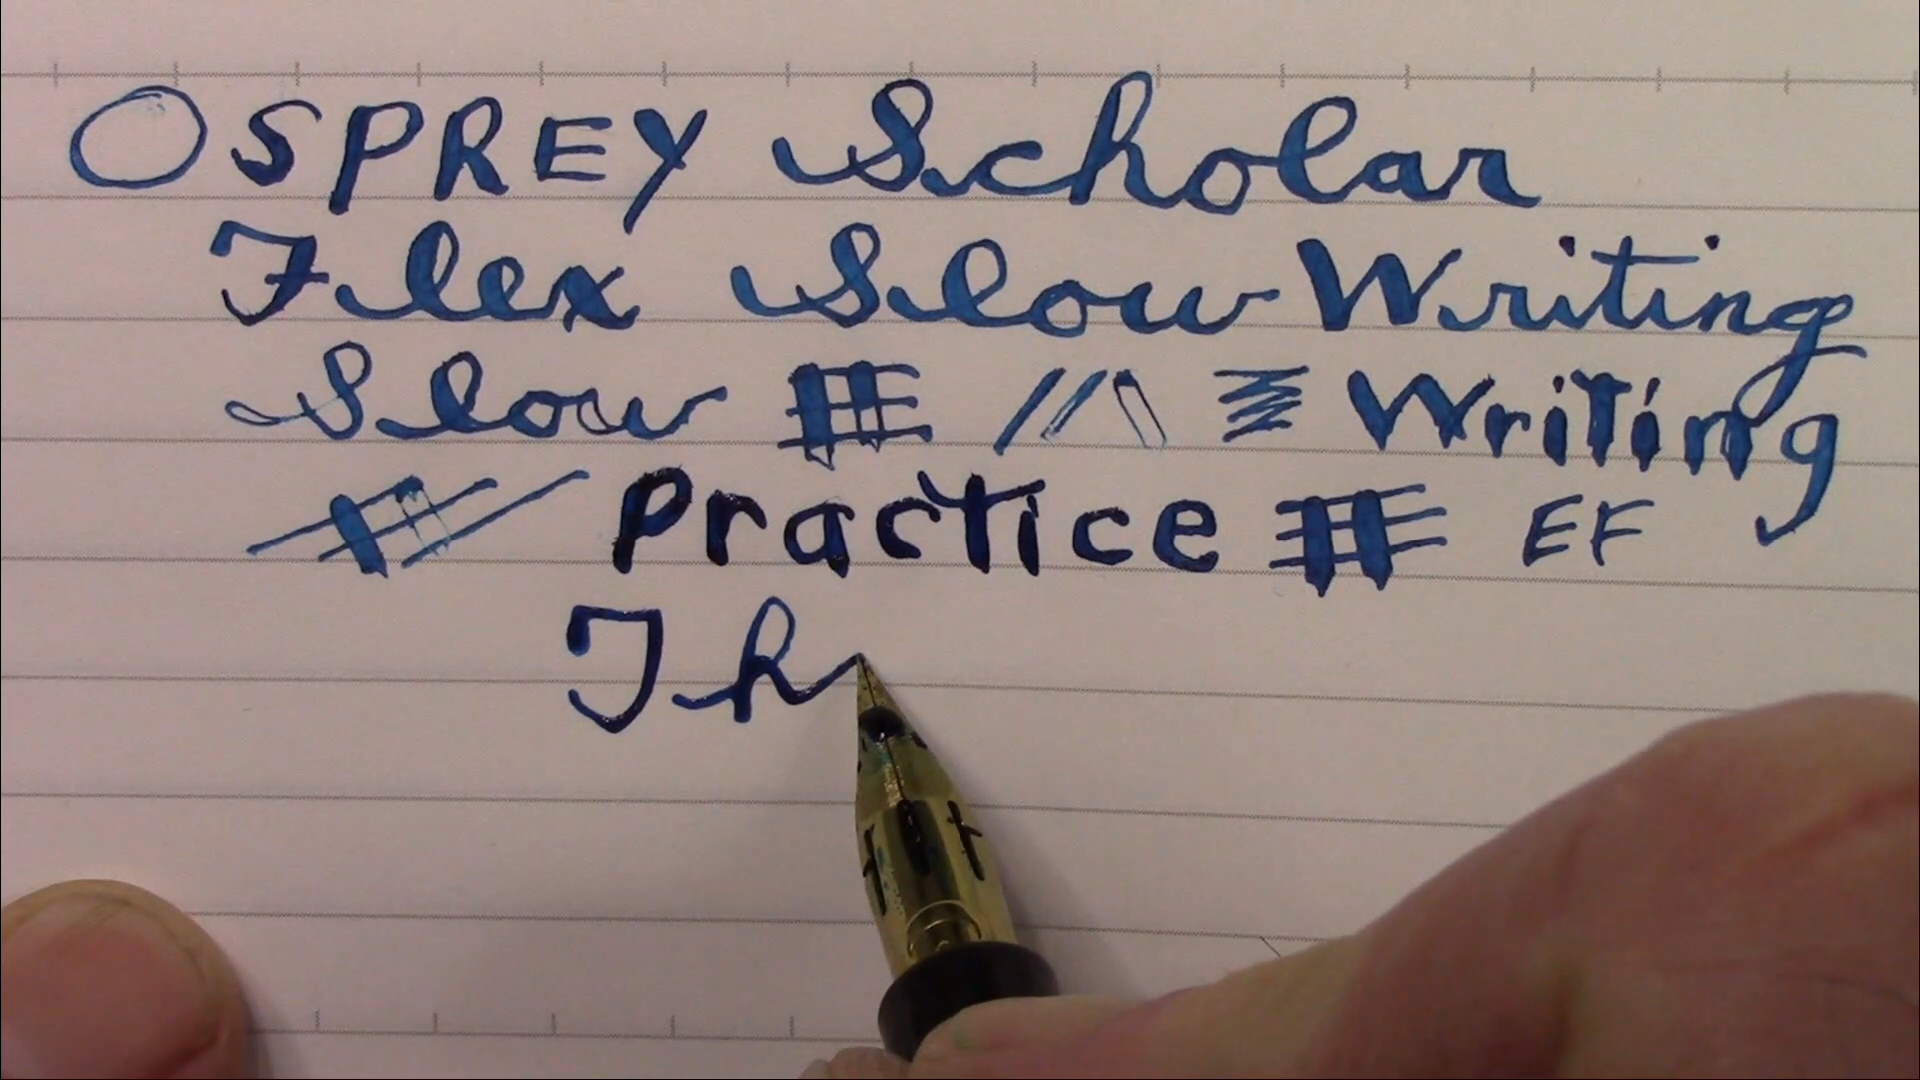 OSPREY Scholar
Flex Slow Writing
Slow Writing
Practice EF
Th